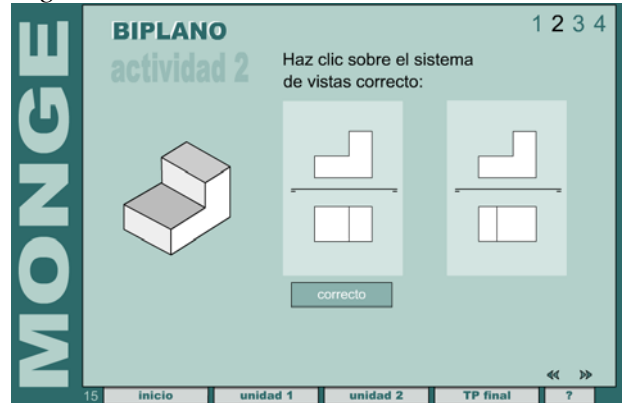 MONGE
BIPLANO
1 2 3 4
actividad 2
Haz clic sobre el sistema
de vistas correcto:
correcto
15 inicio unidad 1 unidad 2 TP final ?